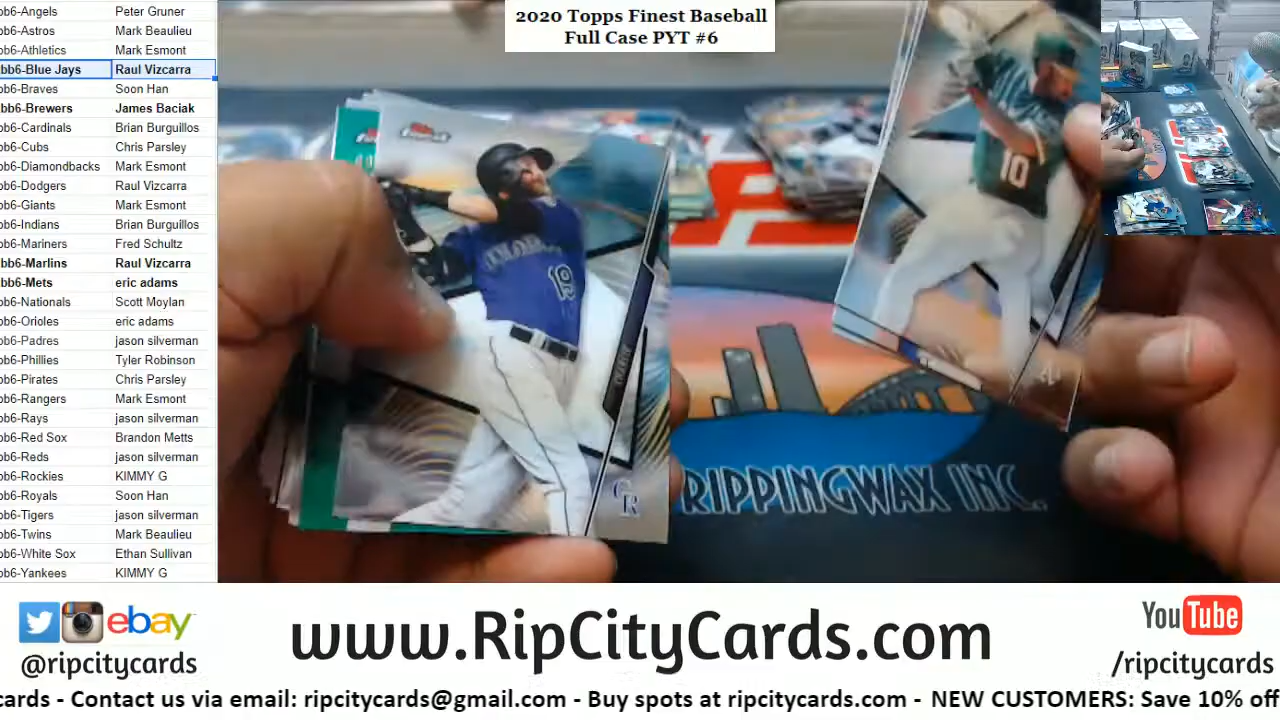 2020 Topps Finest Baseball
Full Case PYT #6
bb6-Angels Peter Gruner
bb6-Astros Mark Beaulieu
bb6-Athletics Mark Esmont
bb6-Blue Jays Raul Vizcarra
bb6-Braves Soon Han
bb6-Brewers James Baciak
bb6-Cardinals Brian Burguillos
bb6-Cubs Chris Parsley
bb6-Diamondbacks Mark Esmont
bb6-Dodgers Raul Vizcarra
bb6-Giants Mark Esmont
bb6-Indians Brian Burguillos
bb6-Mariners Fred Schultz
bb6-Marlins Raul Vizcarra
bb6-Mets eric adams
bb6-Nationals Scott Moylan
bb6-Orioles eric adams
bb6-Padres jason silverman
bb6-Phillies Tyler Robinson
bb6-Pirates Chris Parsley
bb6-Rangers Mark Esmont
bb6-Rays jason silverman
bb6-Red Sox Brandon Metts
bb6-Reds jason silverman
bb6-Rockies KIMMY G
bb6-Royals Soon Han
bb6-Tigers jason silverman
bb6-Twins Mark Beaulieu
bb6-White Sox Ethan Sullivan
bb6-Yankees KIMMY G
19
10
CR
RIPPINGWAX INC.
ebay
@ripcitycards
www.RipCityCards.com
YouTube
/ripcitycards
cards - Contact us via email: ripcitycards@gmail.com - Buy spots at ripcitycards.com - NEW CUSTOMERS: Save 10% off